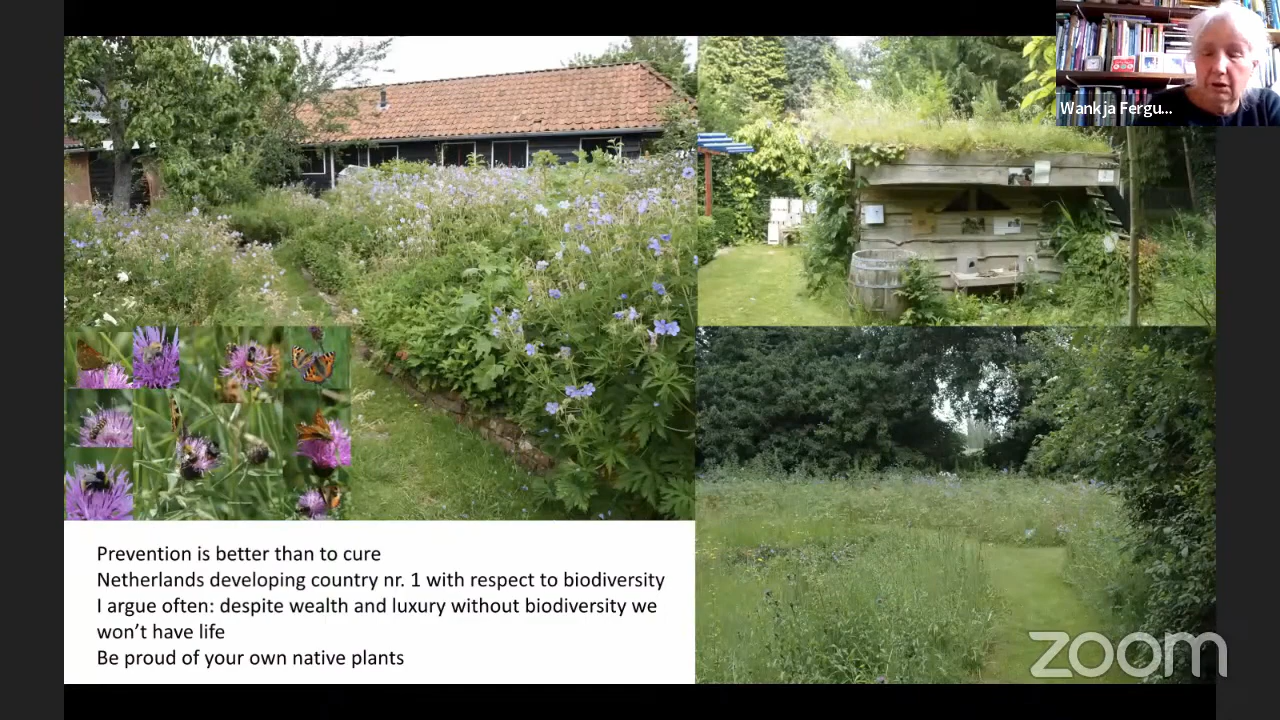 Wankja Fergu...
Prevention is better than to cure
Netherlands developing country nr. 1 with respect to biodiversity
I argue often: despite wealth and luxury without biodiversity we
won't have life
Be proud of your own native plants
zoom